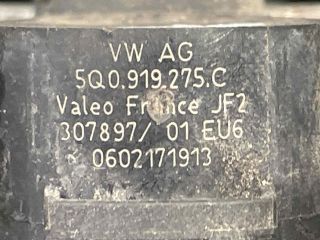 VW AG
5Q0.919.275.C
Valeo France JF2
307897/ 01 EU6
0602171913